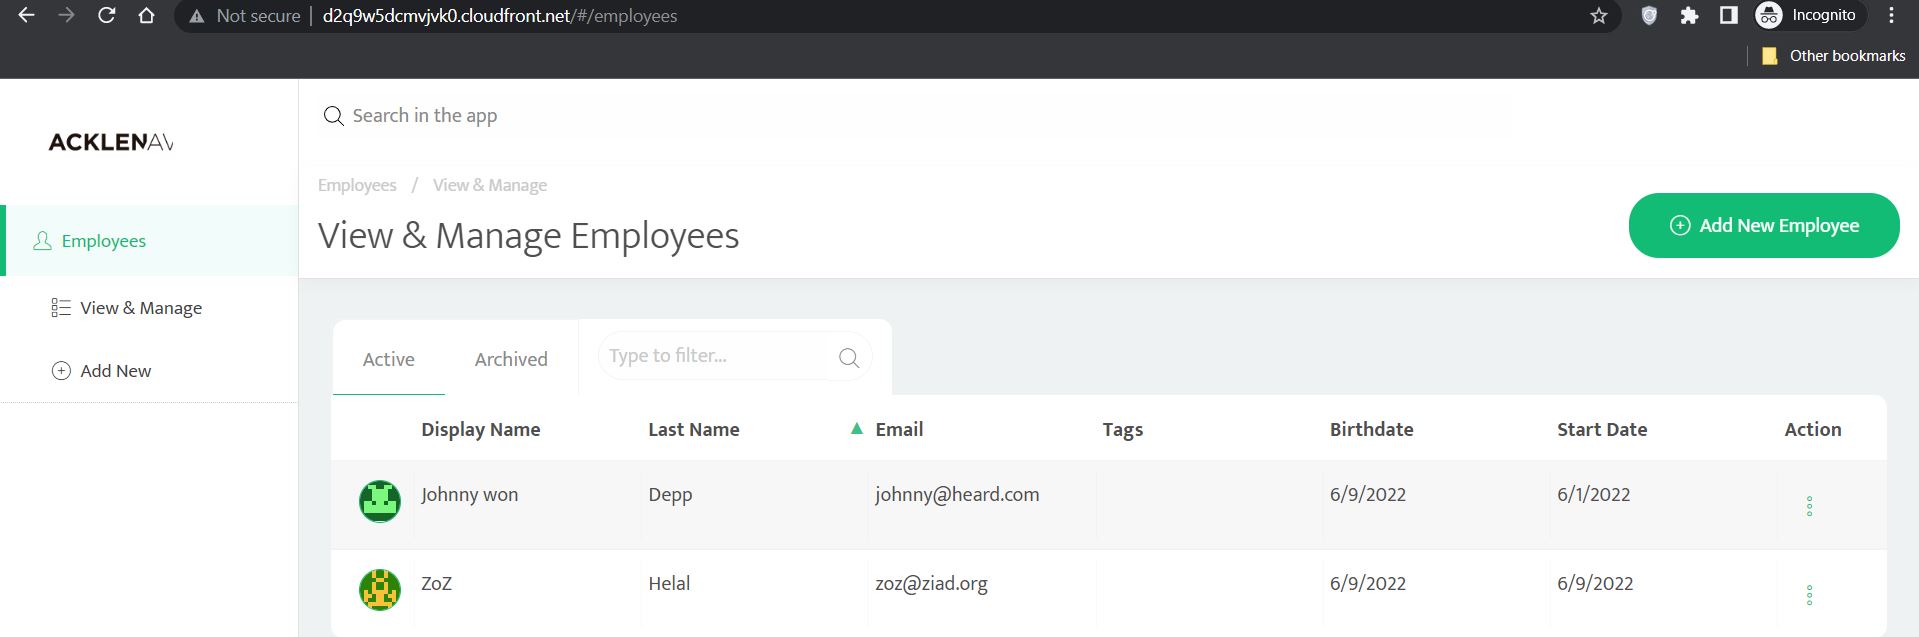 Not secure d2q9w5dcmvjvk0.cloudfront.net/#/employees Incognito
Other bookmarks
Search in the app
ACKLENAV
Employees / View & Manage
View & Manage Employees
Add New Employee
Employees
View & Manage
Add New
Active Archived Type to filter...
Display Name Last Name Email Tags Birthdate Start Date Action
Johnny won Depp johnny@heard.com 6/9/2022 6/1/2022
ZoZ Helal zoz@ziad.org 6/9/2022 6/9/2022